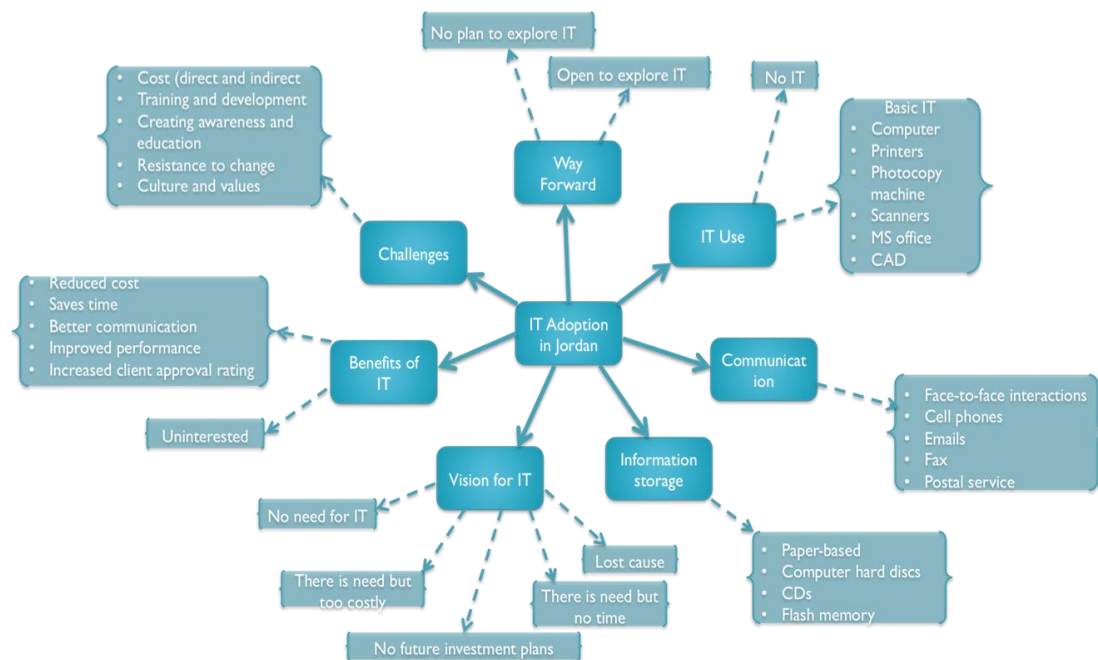 No plan to explore IT
Open to explore IT
Way
Forward
No IT
Basic IT
• Computer
• Printers
• Photocopy
machine
• Scanners
• MS office
• CAD
IT Use
• Cost (direct and indirect
• Training and development
• Creating awareness and
education
• Resistance to change
• Culture and values
Challenges
IT Adoption
in Jordan
• Reduced cost
• Saves time
• Better communication
• Improved performance
• Increased client approval rating
Benefits of
IT
Uninterested
Communicat
ion
• Face-to-face interactions
• Cell phones
• Emails
• Fax
• Postal service
Information
storage
• Paper-based
• Computer hard discs
• CDs
• Flash memory
Vision for IT
No need for IT
There is need but
too costly
No future investment plans
There is need but
no time
Lost cause